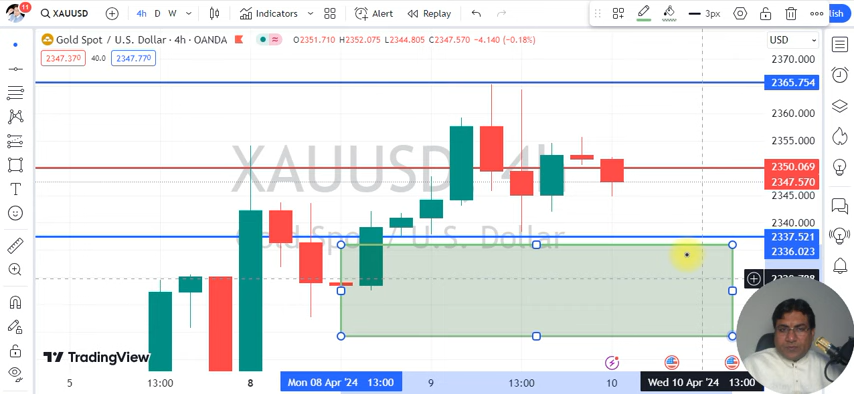 11 XAUUSD 4h D W Indicators Alert Replay 3px
Gold Spot / U.S. Dollar · 4h · OANDA O2351.710 H2352.075 L2344.805 C2347.570 −4.140 (−0.18%) USD
2347.370 40.0 2347.770
2370.000
2365.754
2360.000
2355.000
XAUUSD, 4h
2350.069
2347.570
2345.000
2340.000
Gold Spot / U.S. Dollar
2337.521
2336.023
TradingView
5 13:00 8 Mon 08 Apr '24 13:00 9 13:00 10 Wed 10 Apr '24 13:00